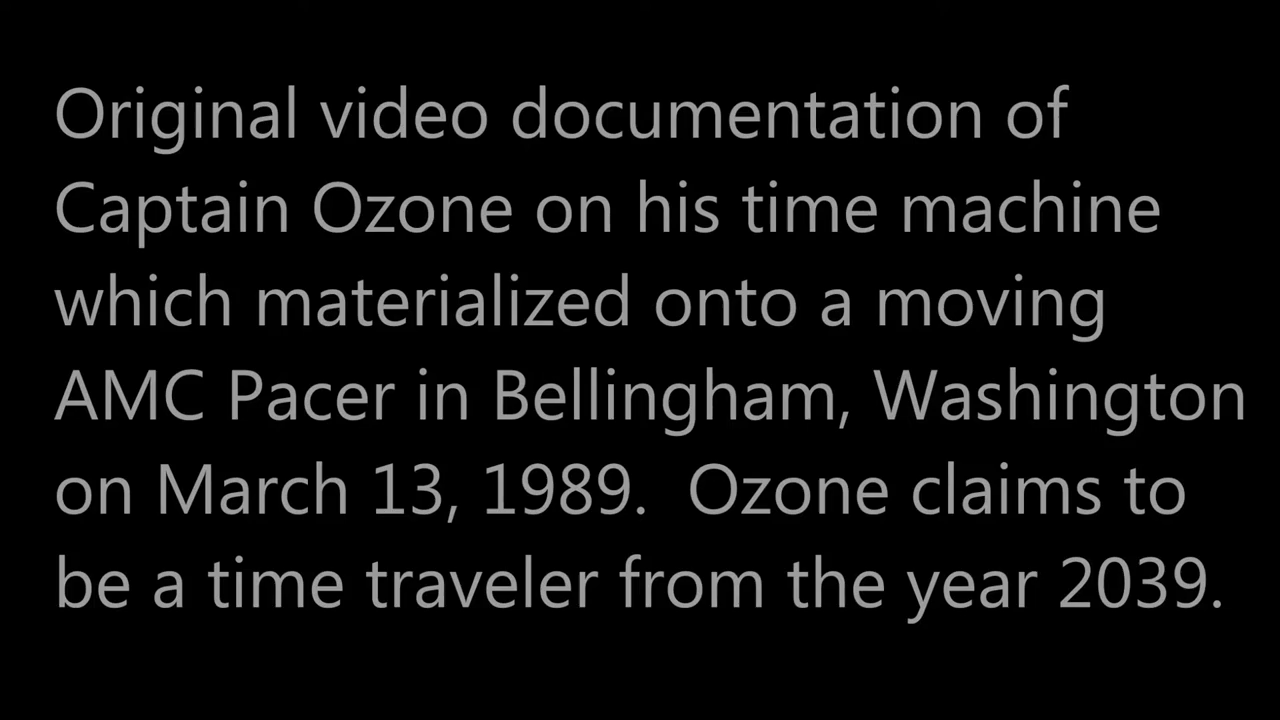 Original video documentation of
Captain Ozone on his time machine
which materialized onto a moving
AMC Pacer in Bellingham, Washington
on March 13, 1989.  Ozone claims to
be a time traveler from the year 2039.